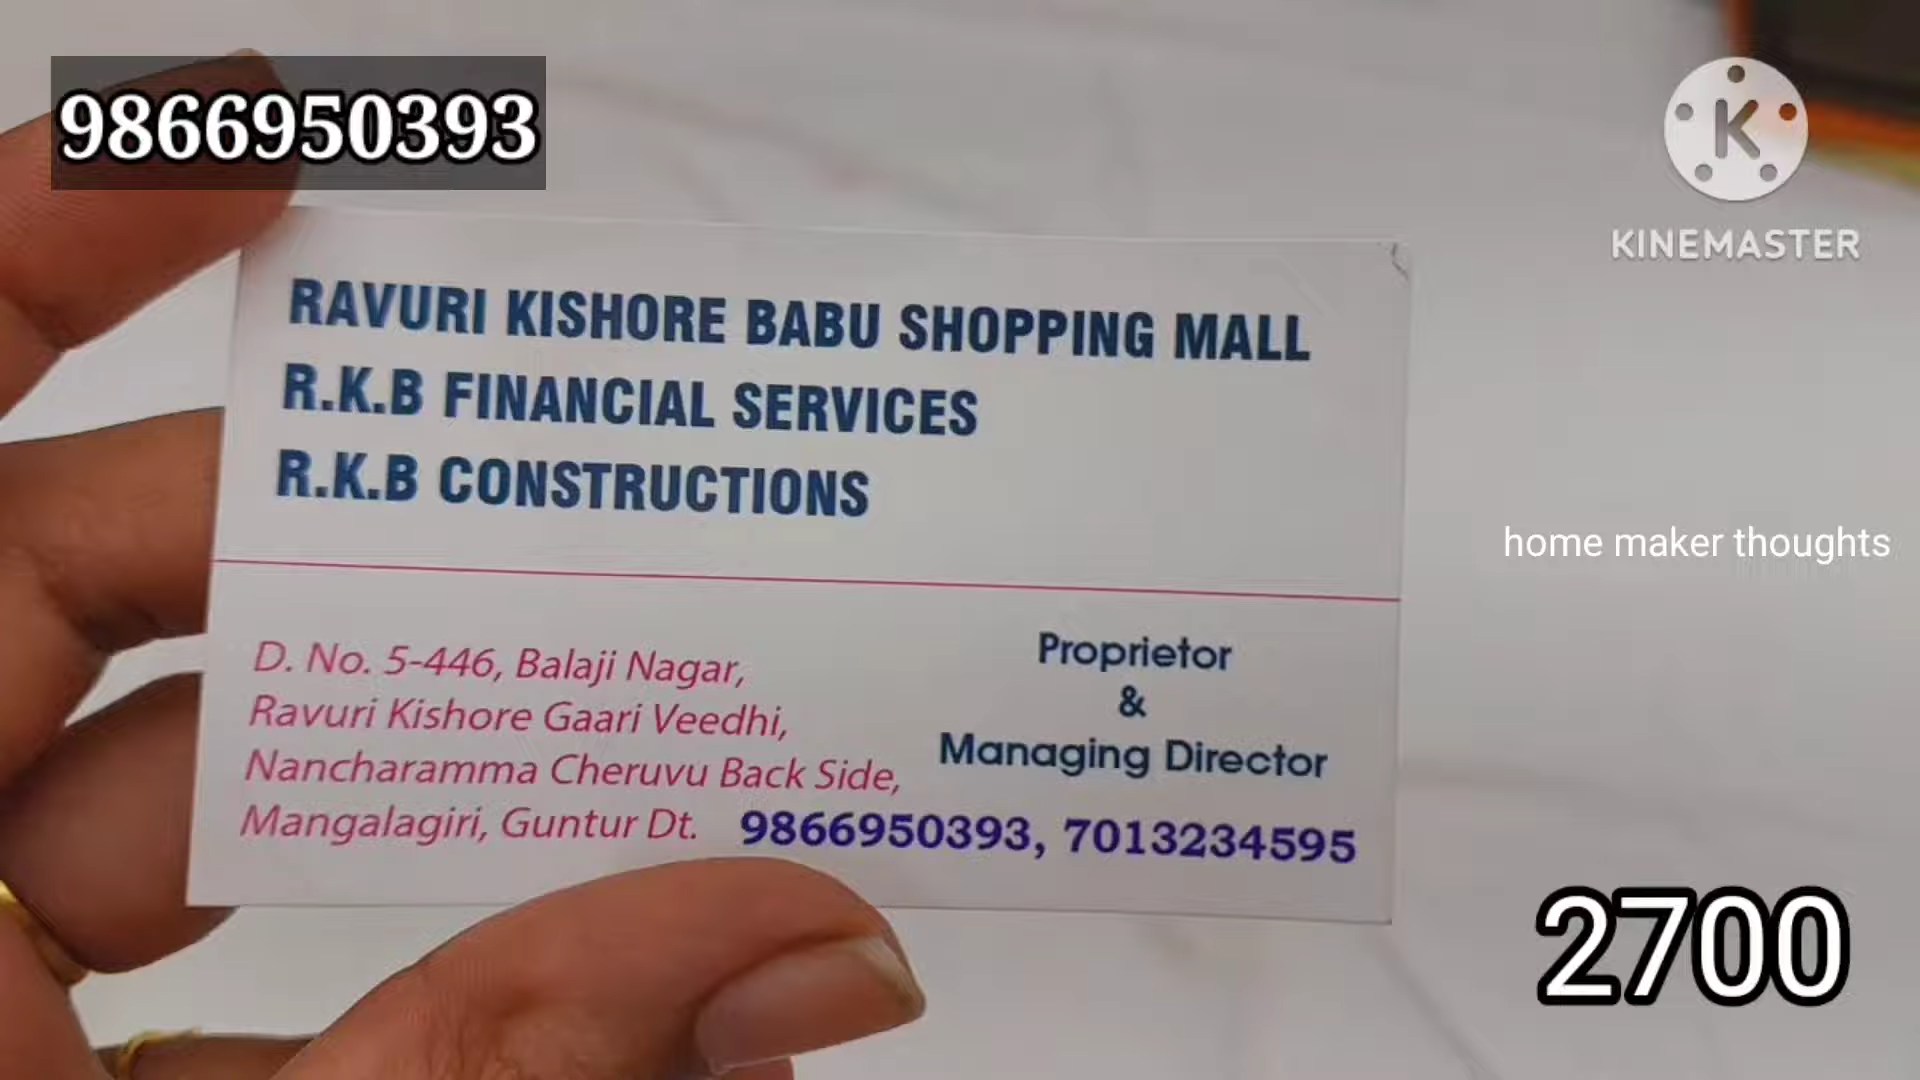 9866950393
K
KINEMASTER
RAVURI KISHORE BABU SHOPPING MALL
R.K.B FINANCIAL SERVICES
R.K.B CONSTRUCTIONS
home maker thoughts
D. No. 5-446, Balaji Nagar,
Ravuri Kishore Gaari Veedhi,
Nancharamma Cheruvu Back Side,
Mangalagiri, Guntur Dt.
Proprietor
&
Managing Director
9866950393, 7013234595
2700